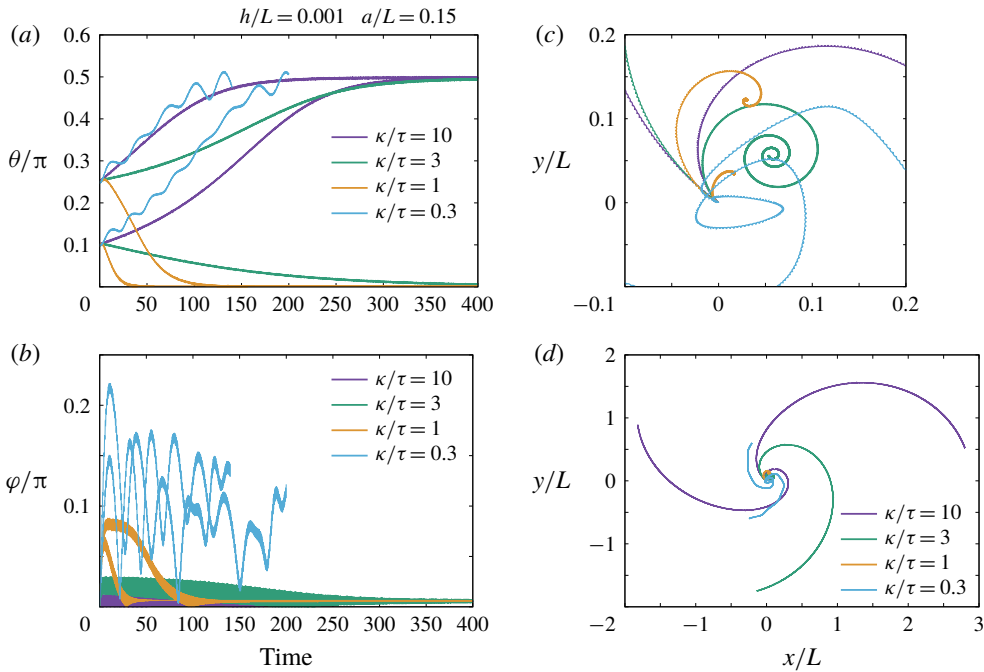 h/L = 0.001 a/L = 0.15
(a)
θ/π
0.6
0.5
0.4
0.3
0.2
0.1
0 50 100 150 200 250 300 350 400
κ/τ = 10
κ/τ = 3
κ/τ = 1
κ/τ = 0.3
(c)
y/L
0.2
0.1
0
−0.1 0 0.1 0.2
(b)
φ/π
0.2
0.1
0 50 100 150 200 250 300 350 400
Time
κ/τ = 10
κ/τ = 3
κ/τ = 1
κ/τ = 0.3
(d)
y/L
2
1
0
−1
−2 −1 0 1 2 3
x/L
κ/τ = 10
κ/τ = 3
κ/τ = 1
κ/τ = 0.3